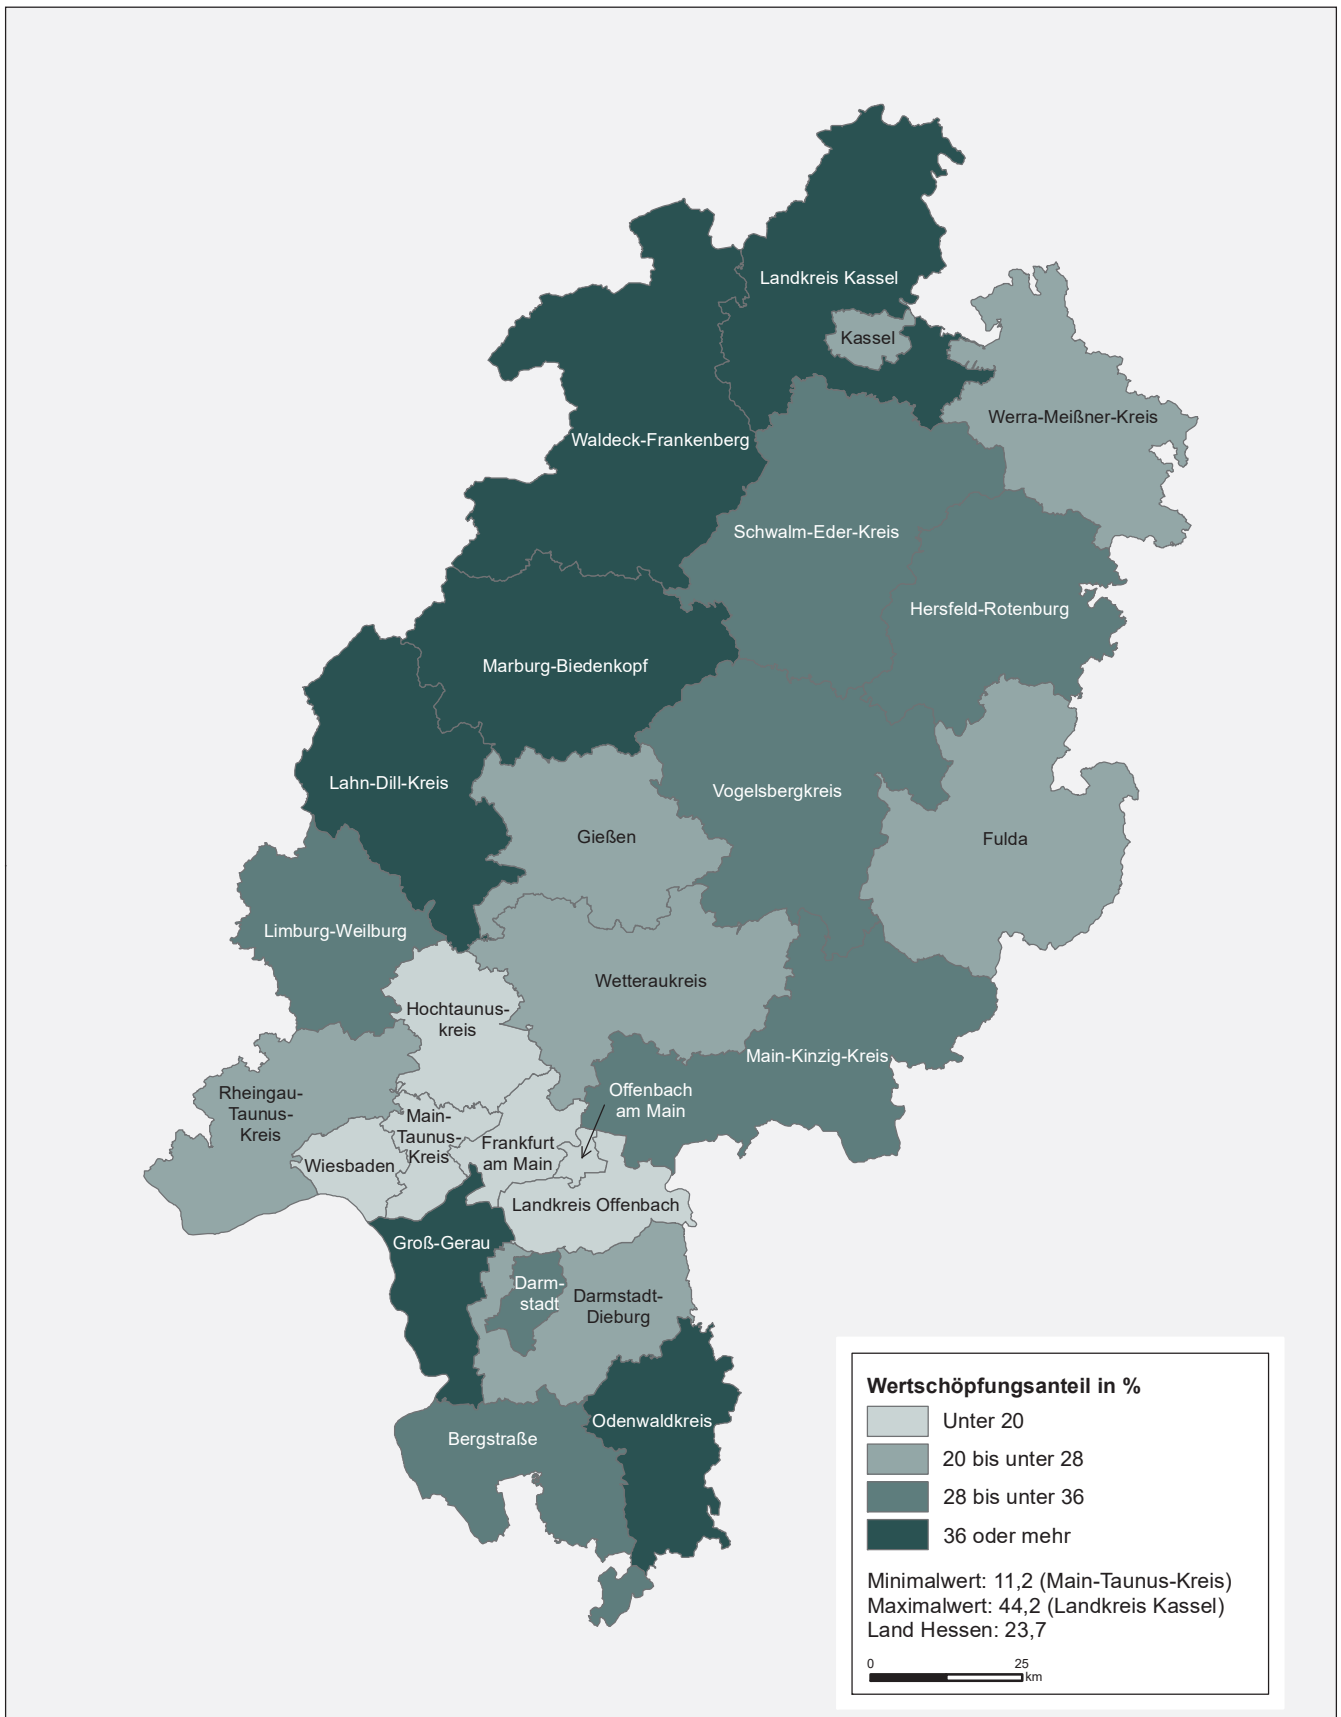 Landkreis Kassel
Kassel
Werra-Meißner-Kreis
Waldeck-Frankenberg
Schwalm-Eder-Kreis
Hersfeld-Rotenburg
Marburg-Biedenkopf
Lahn-Dill-Kreis
Vogelsbergkreis
Gießen
Fulda
Limburg-Weilburg
Wetteraukreis
Hochtaunus-
kreis
Main-Kinzig-Kreis
Rheingau-
Taunus-
Kreis
Offenbach
am Main
Main-
Taunus-
Kreis
Frankfurt
am Main
Wiesbaden
Landkreis Offenbach
Groß-Gerau
Darm-
stadt
Darmstadt-
Dieburg
Odenwaldkreis
Bergstraße
Wertschöpfungsanteil in %
Unter 20
20 bis unter 28
28 bis unter 36
36 oder mehr
Minimalwert: 11,2 (Main-Taunus-Kreis)
Maximalwert: 44,2 (Landkreis Kassel)
Land Hessen: 23,7
0 25
km